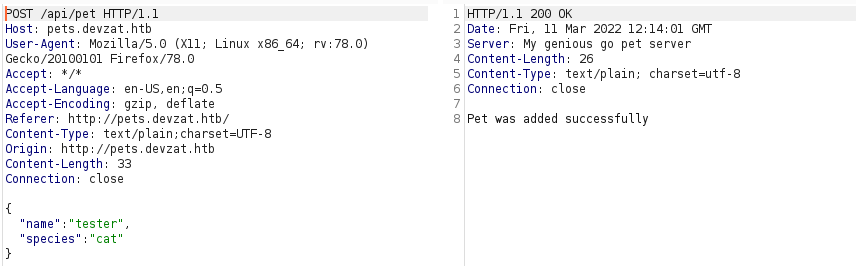 POST /api/pet HTTP/1.1
Host: pets.devzat.htb
User-Agent: Mozilla/5.0 (X11; Linux x86_64; rv:78.0)
Gecko/20100101 Firefox/78.0
Accept: */*
Accept-Language: en-US,en;q=0.5
Accept-Encoding: gzip, deflate
Referer: http://pets.devzat.htb/
Content-Type: text/plain;charset=UTF-8
Origin: http://pets.devzat.htb
Content-Length: 33
Connection: close
{
"name":"tester",
"species":"cat"
}
1 HTTP/1.1 200 OK
2 Date: Fri, 11 Mar 2022 12:14:01 GMT
3 Server: My genious go pet server
4 Content-Length: 26
5 Content-Type: text/plain; charset=utf-8
6 Connection: close
7
8 Pet was added successfully